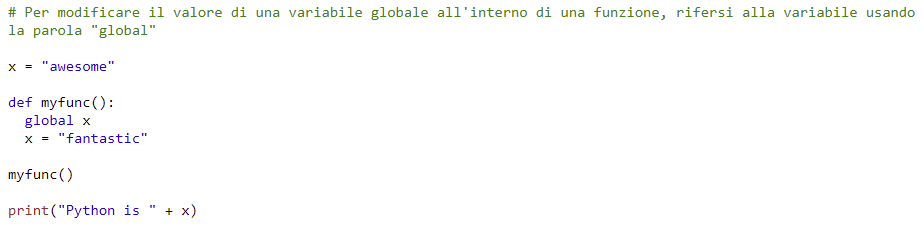 # Per modificare il valore di una variabile globale all'interno di una funzione, rifersi alla variabile usando
la parola "global"
x = "awesome"
def myfunc():
  global x
  x = "fantastic"
myfunc()
print("Python is " + x)